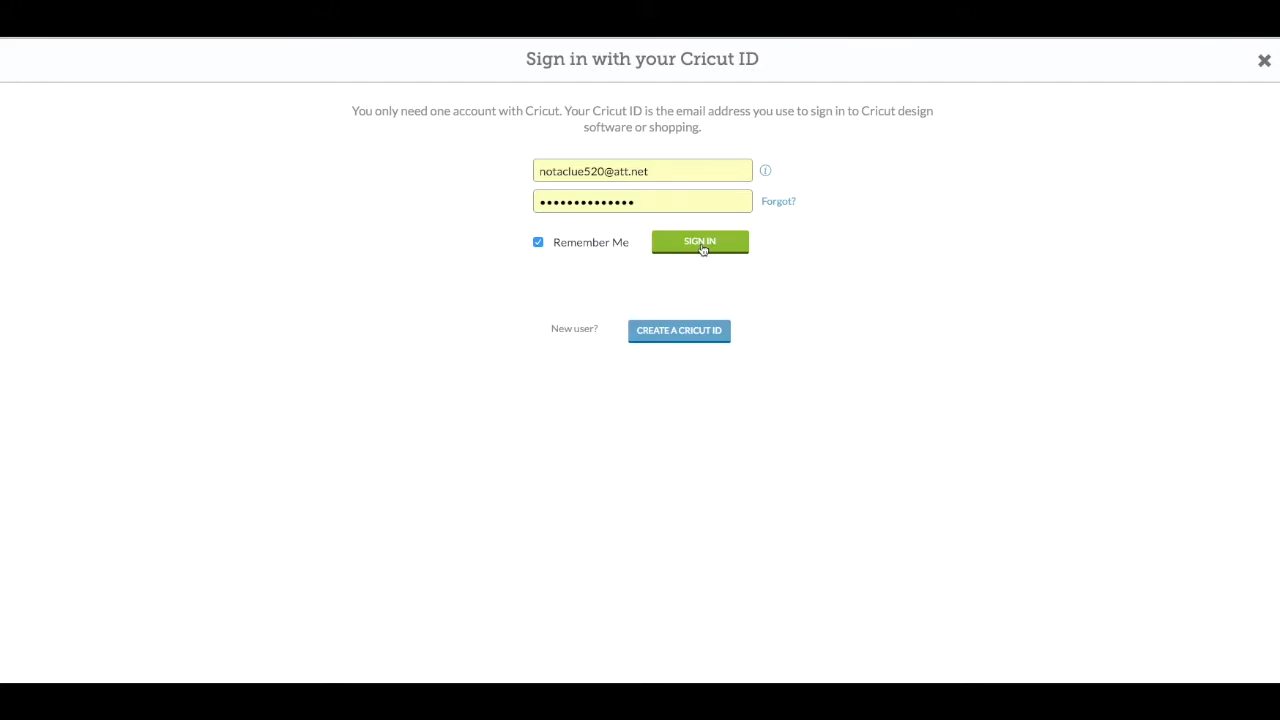 Sign in with your Cricut ID
You only need one account with Cricut. Your Cricut ID is the email address you use to sign in to Cricut design
software or shopping.
notaclue520@att.net
••••••••••••••
Forgot?
Remember Me
SIGN IN
New user?
CREATE A CRICUT ID